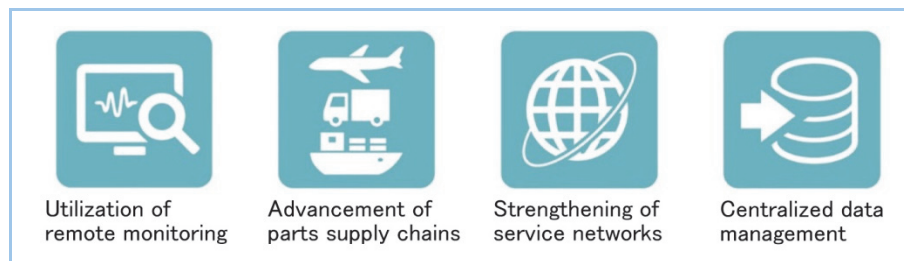 Utilization of
remote monitoring
Advancement of
parts supply chains
Strengthening of
service networks
Centralized data
management